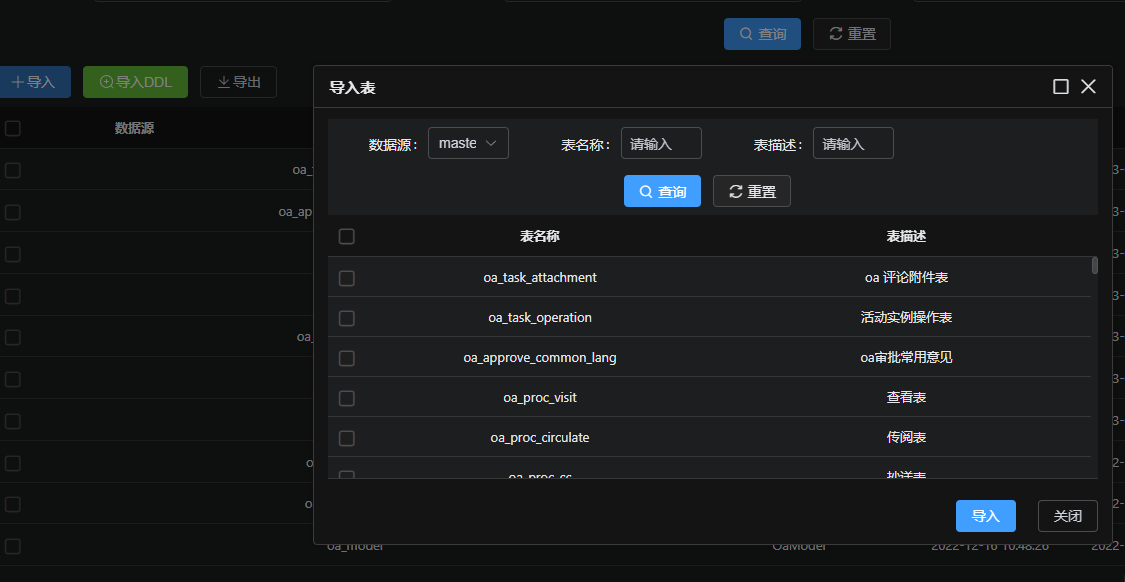 查询 重置
导入 导入DDL 导出
导入表
数据源
数据源： maste 表名称： 请输入 表描述： 请输入
查询 重置
表名称 表描述
oa_task_attachment oa 评论附件表
oa_task_operation 活动实例操作表
oa_approve_common_lang oa审批常用意见
oa_proc_visit 查看表
oa_proc_circulate 传阅表
oa_proc_cc 抄送表
导入 关闭
oa_model OaModel 2022-12-16 10:48:26 2022-